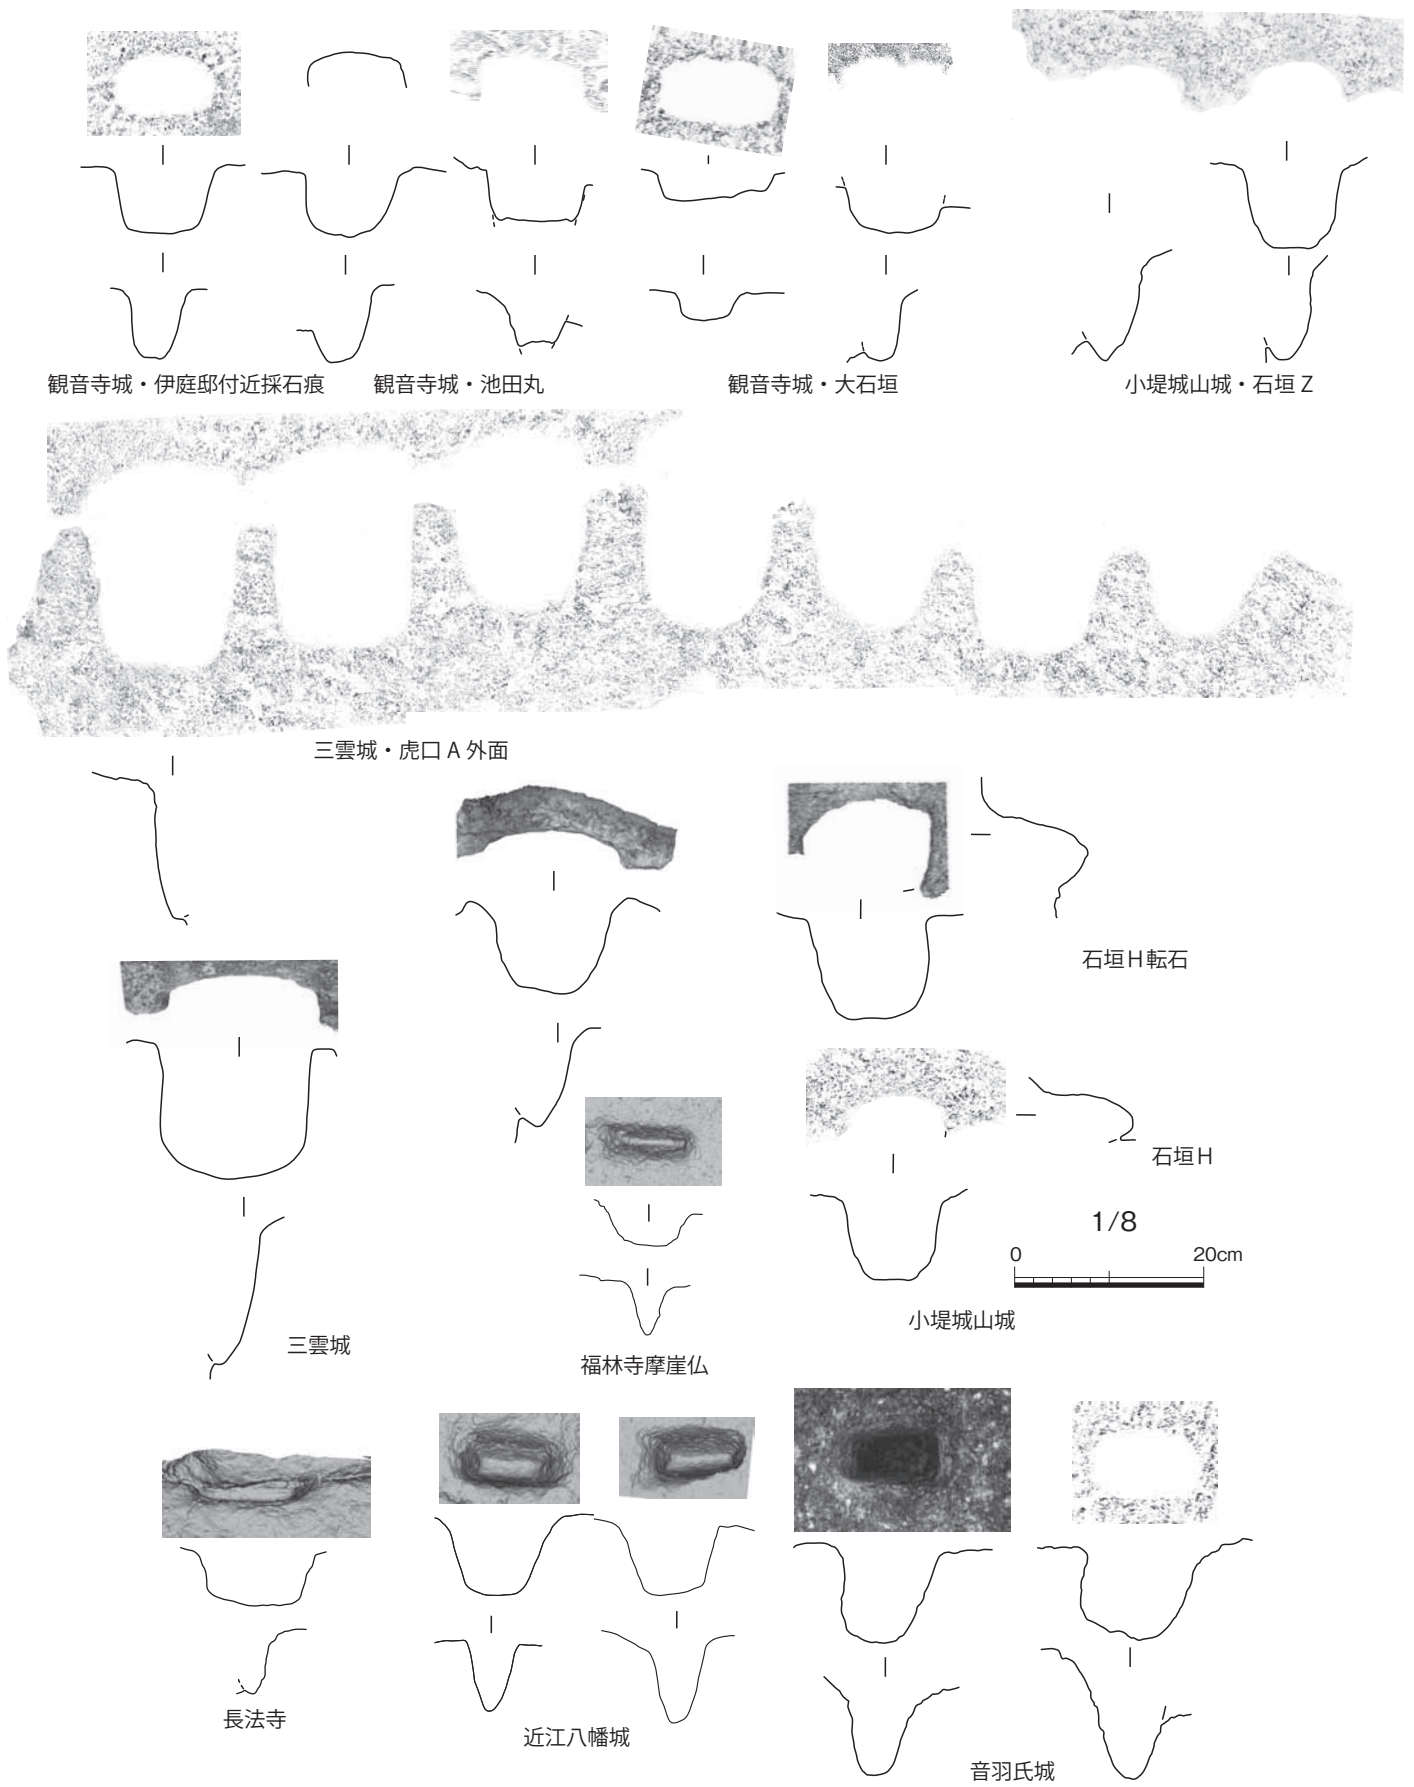 観音寺城・伊庭邸付近採石痕
観音寺城・池田丸
観音寺城・大石垣
小堤城山城・石垣 Z
三雲城・虎口 A 外面
石垣H転石
石垣H
1/8
0 20cm
小堤城山城
三雲城
福林寺摩崖仏
長法寺
近江八幡城
音羽氏城